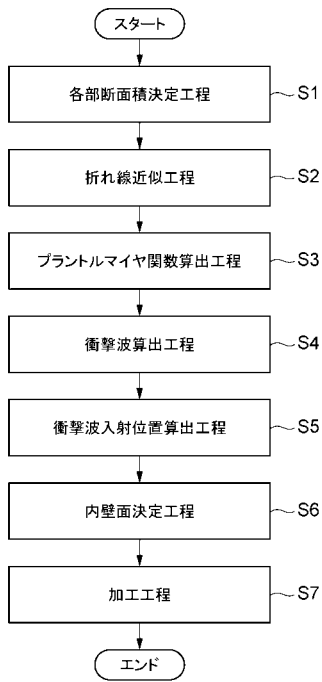 スタート
各部断面積決定工程 S1
折れ線近似工程 S2
プラントルマイヤ関数算出工程 S3
衝撃波算出工程 S4
衝撃波入射位置算出工程 S5
内壁面決定工程 S6
加工工程 S7
エンド